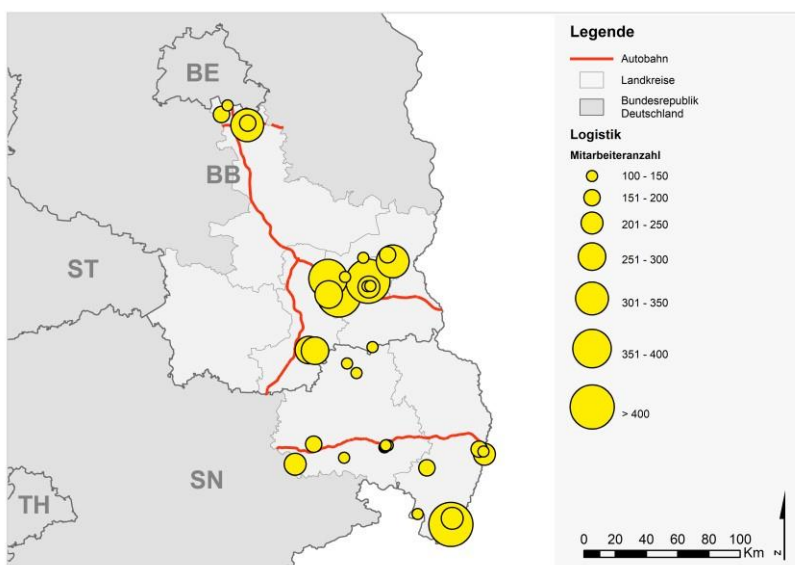 BE
BB
ST
SN
TH
Legende
Autobahn
Landkreise
Bundesrepublik
Deutschland
Logistik
Mitarbeiteranzahl
100 - 150
151 - 200
201 - 250
251 - 300
301 - 350
351 - 400
> 400
0 20 40 60 80 100
Km
N